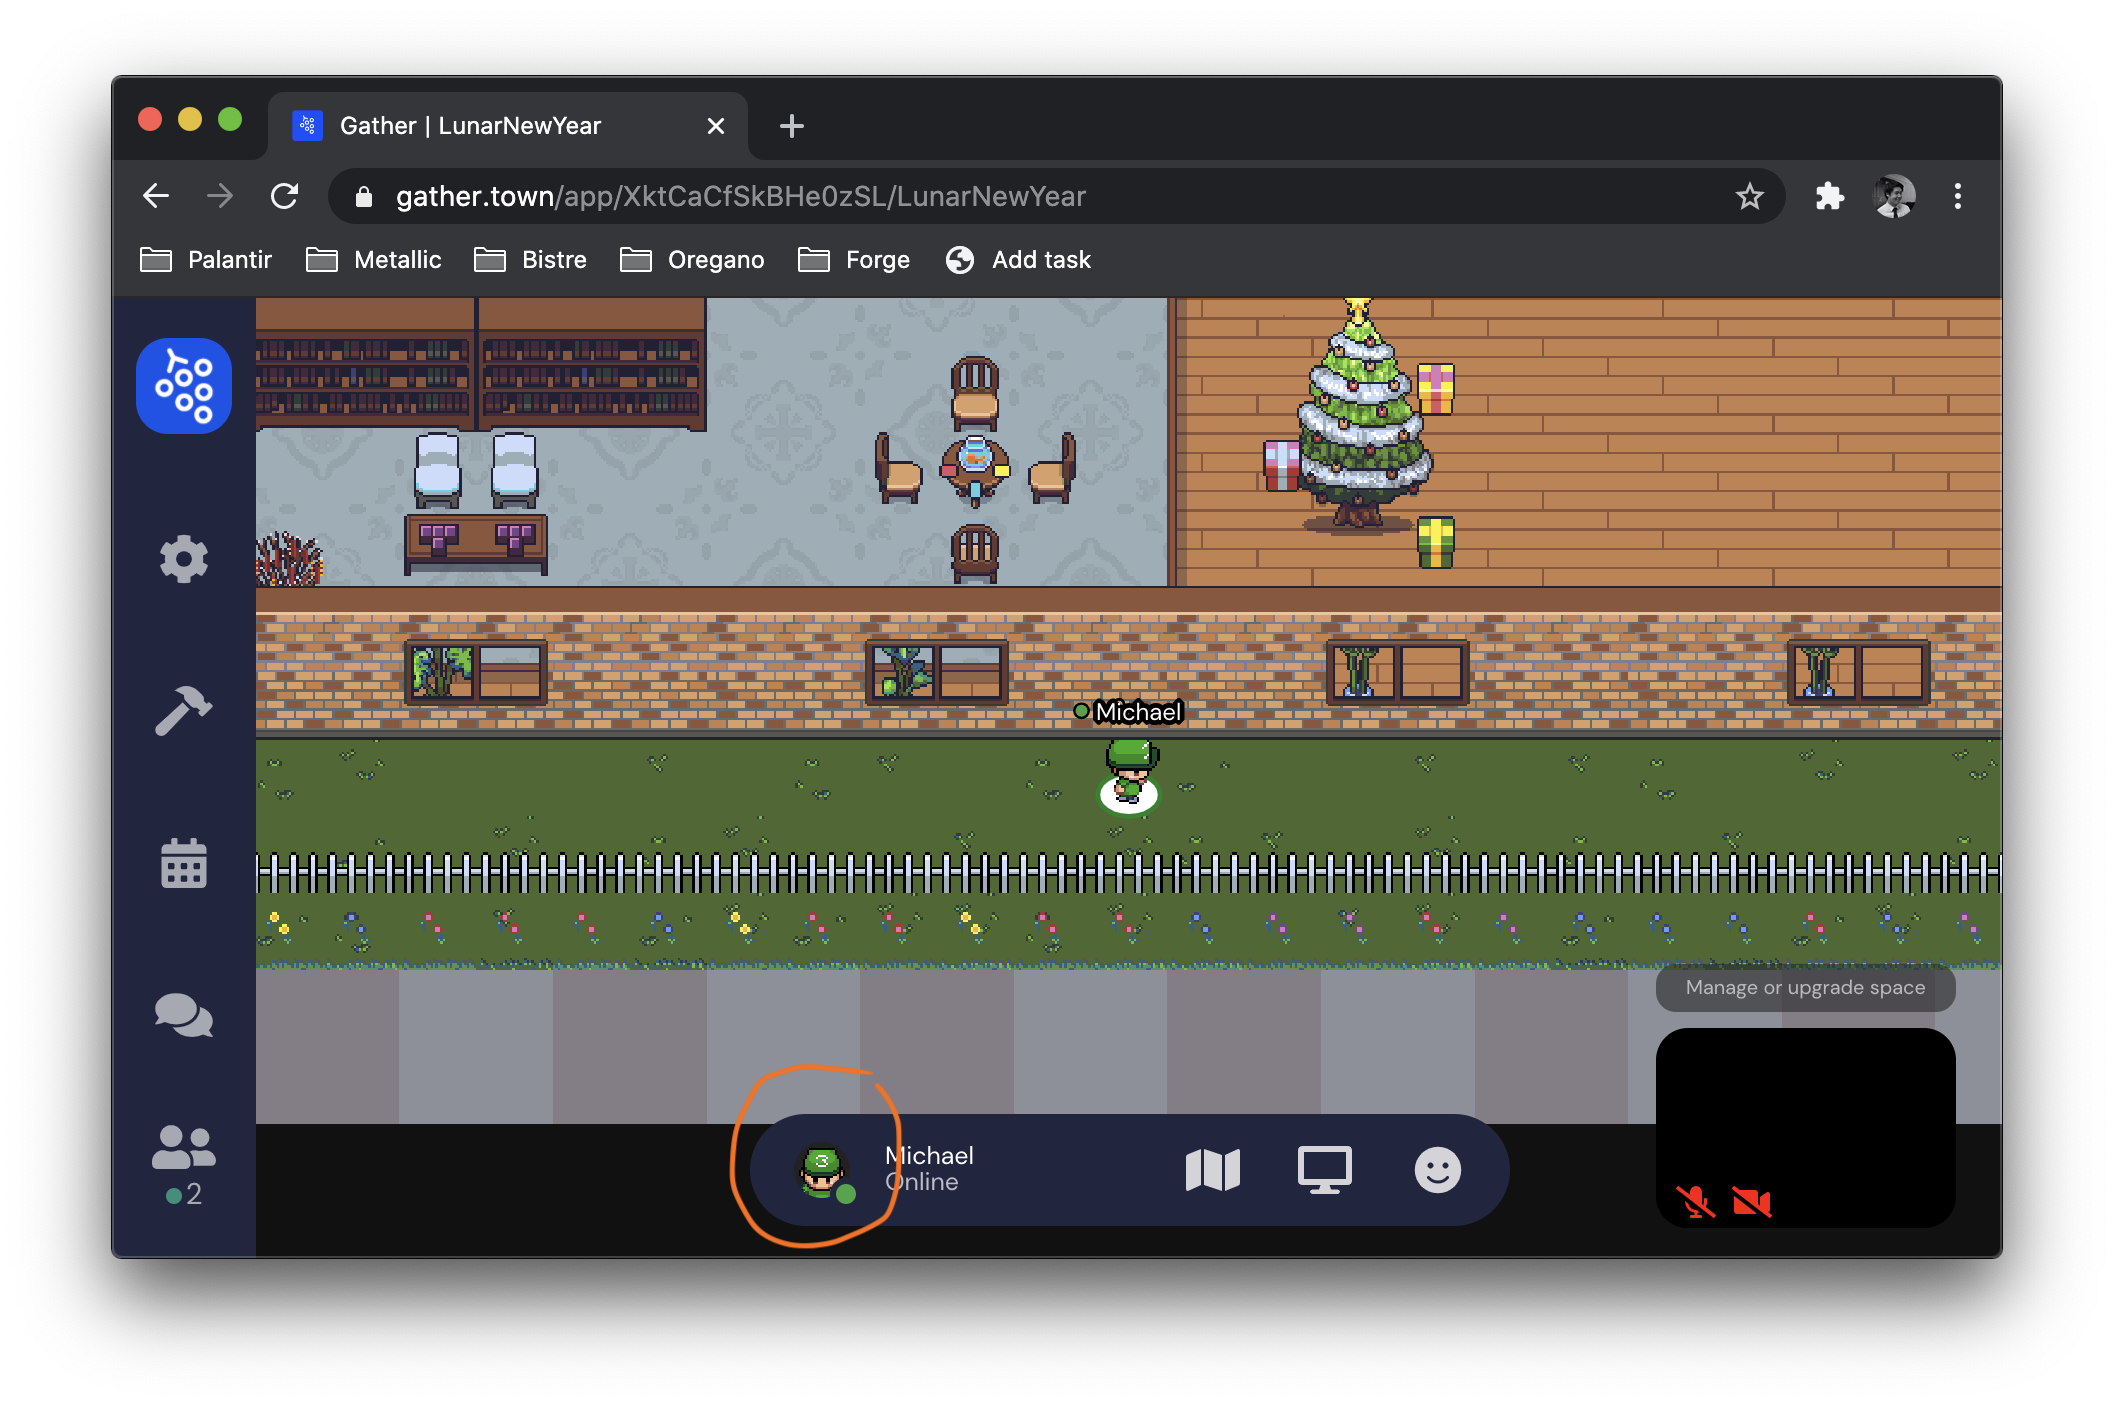 Gather | LunarNewYear
gather.town/app/XktCaCfSkBHe0zSL/LunarNewYear
Palantir Metallic Bistre Oregano Forge Add task
Michael
Manage or upgrade space
Michael
Online
2
3